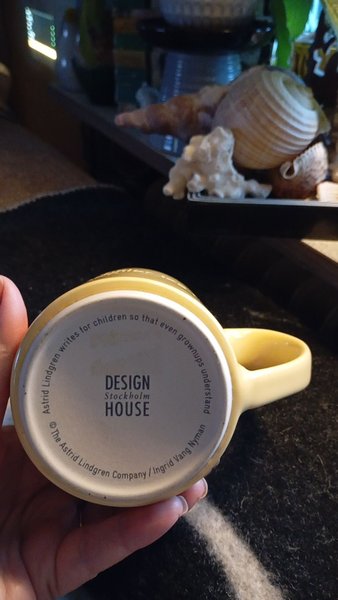 Astrid Lindgren writes for children so that even grownups understand
DESIGN
Stockholm
HOUSE
© The Astrid Lindgren Company / Ingrid Vang Nyman